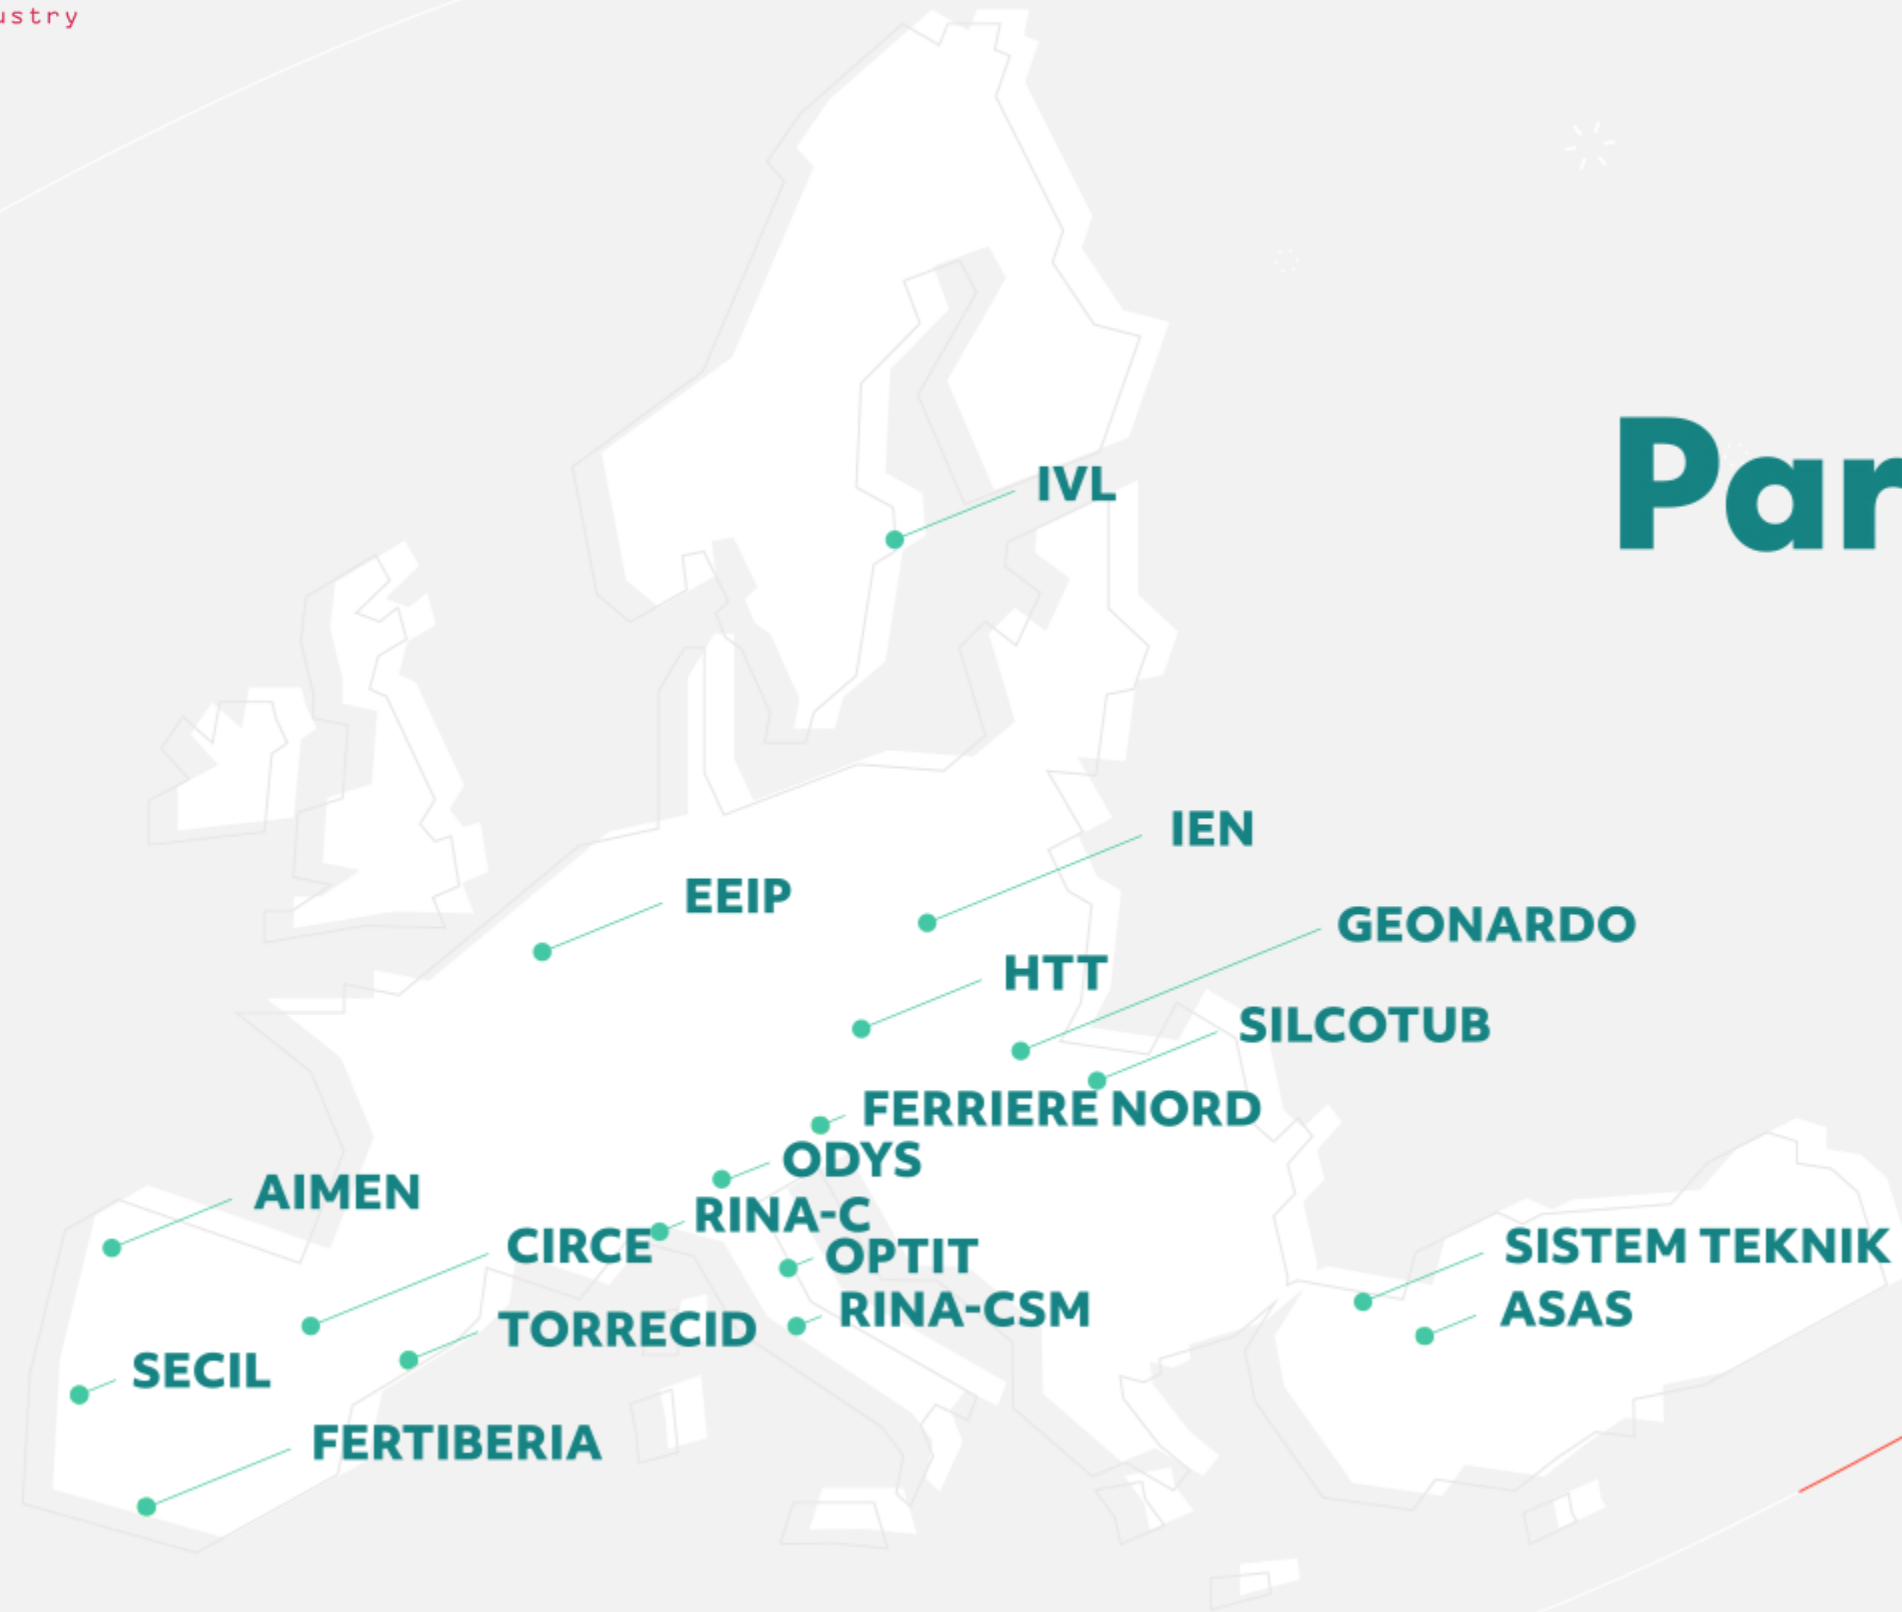 ustry
Par
IVL
IEN
EEIP
GEONARDO
HTT
SILCOTUB
FERRIERE NORD
ODYS
AIMEN
RINA-C
CIRCE
OPTIT
SISTEM TEKNIK
RINA-CSM
ASAS
TORRECID
SECIL
FERTIBERIA